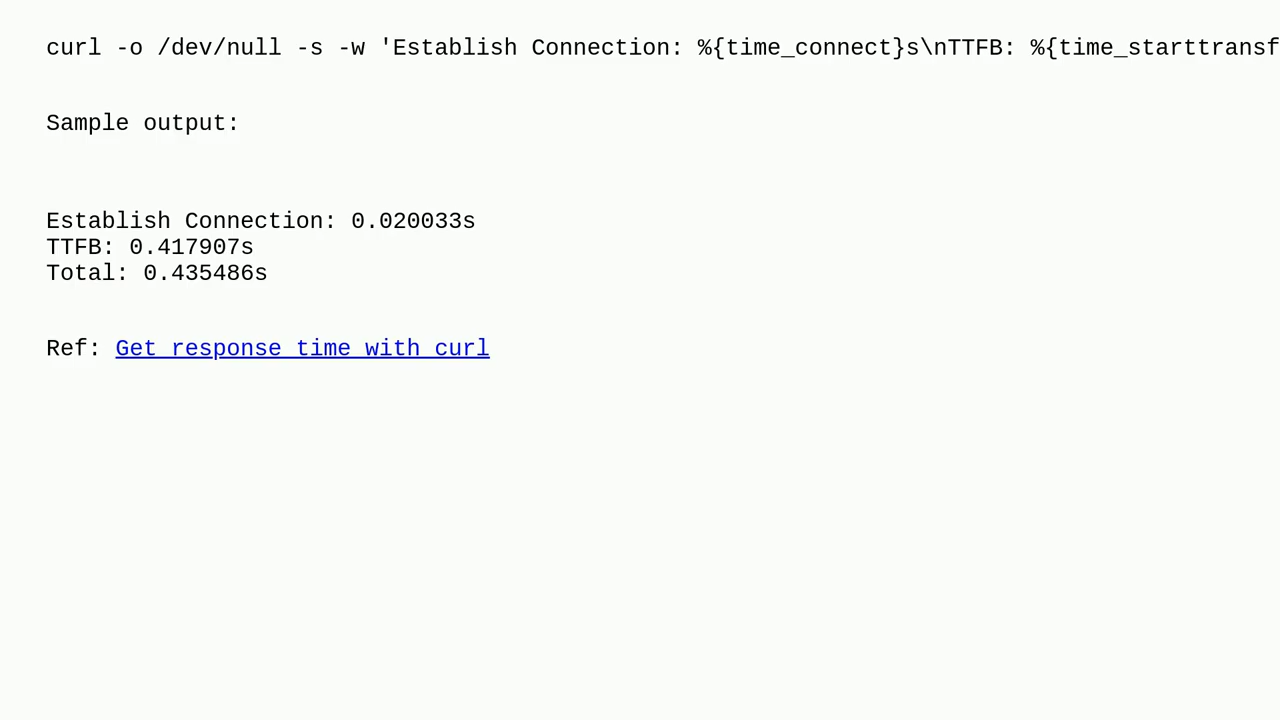 curl -o /dev/null -s -w 'Establish Connection: %{time_connect}s\nTTFB: %{time_starttransf
Sample output:
Establish Connection: 0.020033s
TTFB: 0.417907s
Total: 0.435486s
Ref: Get response time with curl